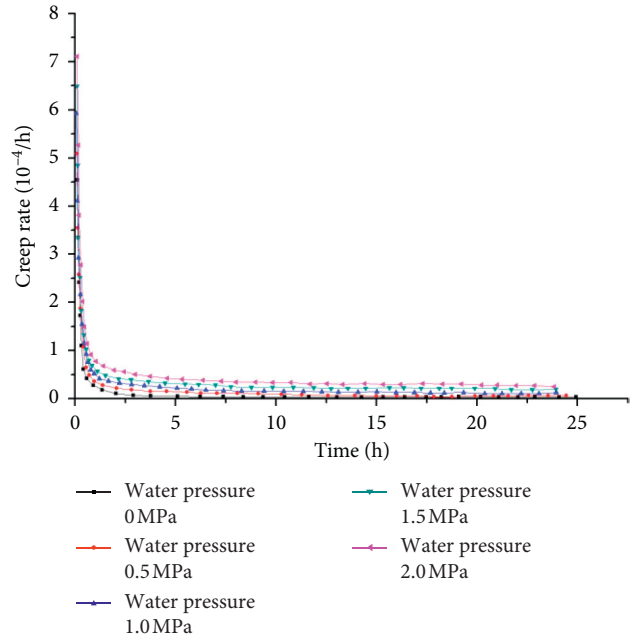 8
7
6
5
4
3
2
1
0
Creep rate (10⁻⁴/h)
0
5
10
15
20
25
Time (h)
Water pressure
0 MPa
Water pressure
0.5 MPa
Water pressure
1.0 MPa
Water pressure
1.5 MPa
Water pressure
2.0 MPa